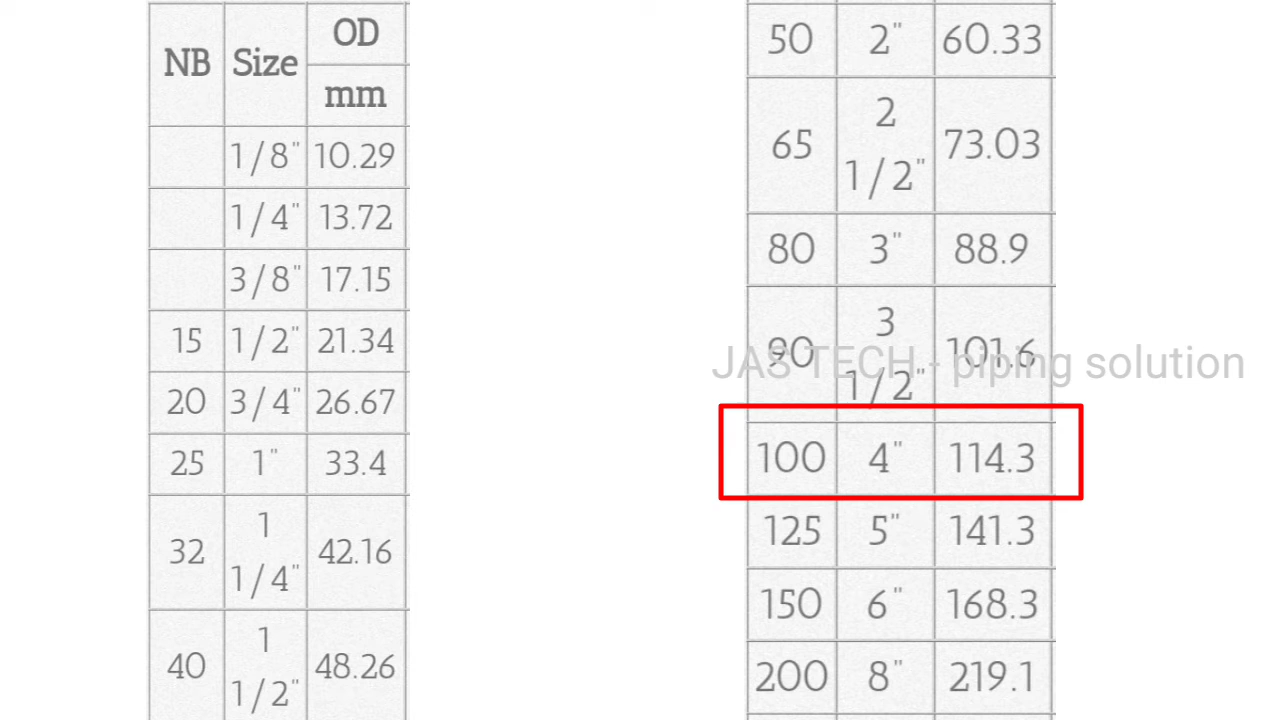 NB Size OD
mm
1/8" 10.29
1/4" 13.72
3/8" 17.15
15 1/2" 21.34
20 3/4" 26.67
25 1" 33.4
32 1 1/4" 42.16
40 1 1/2" 48.26
50 2" 60.33
65 2 1/2" 73.03
80 3" 88.9
90 3 1/2" 101.6
JAS TECH - piping solution
100 4" 114.3
125 5" 141.3
150 6" 168.3
200 8" 219.1